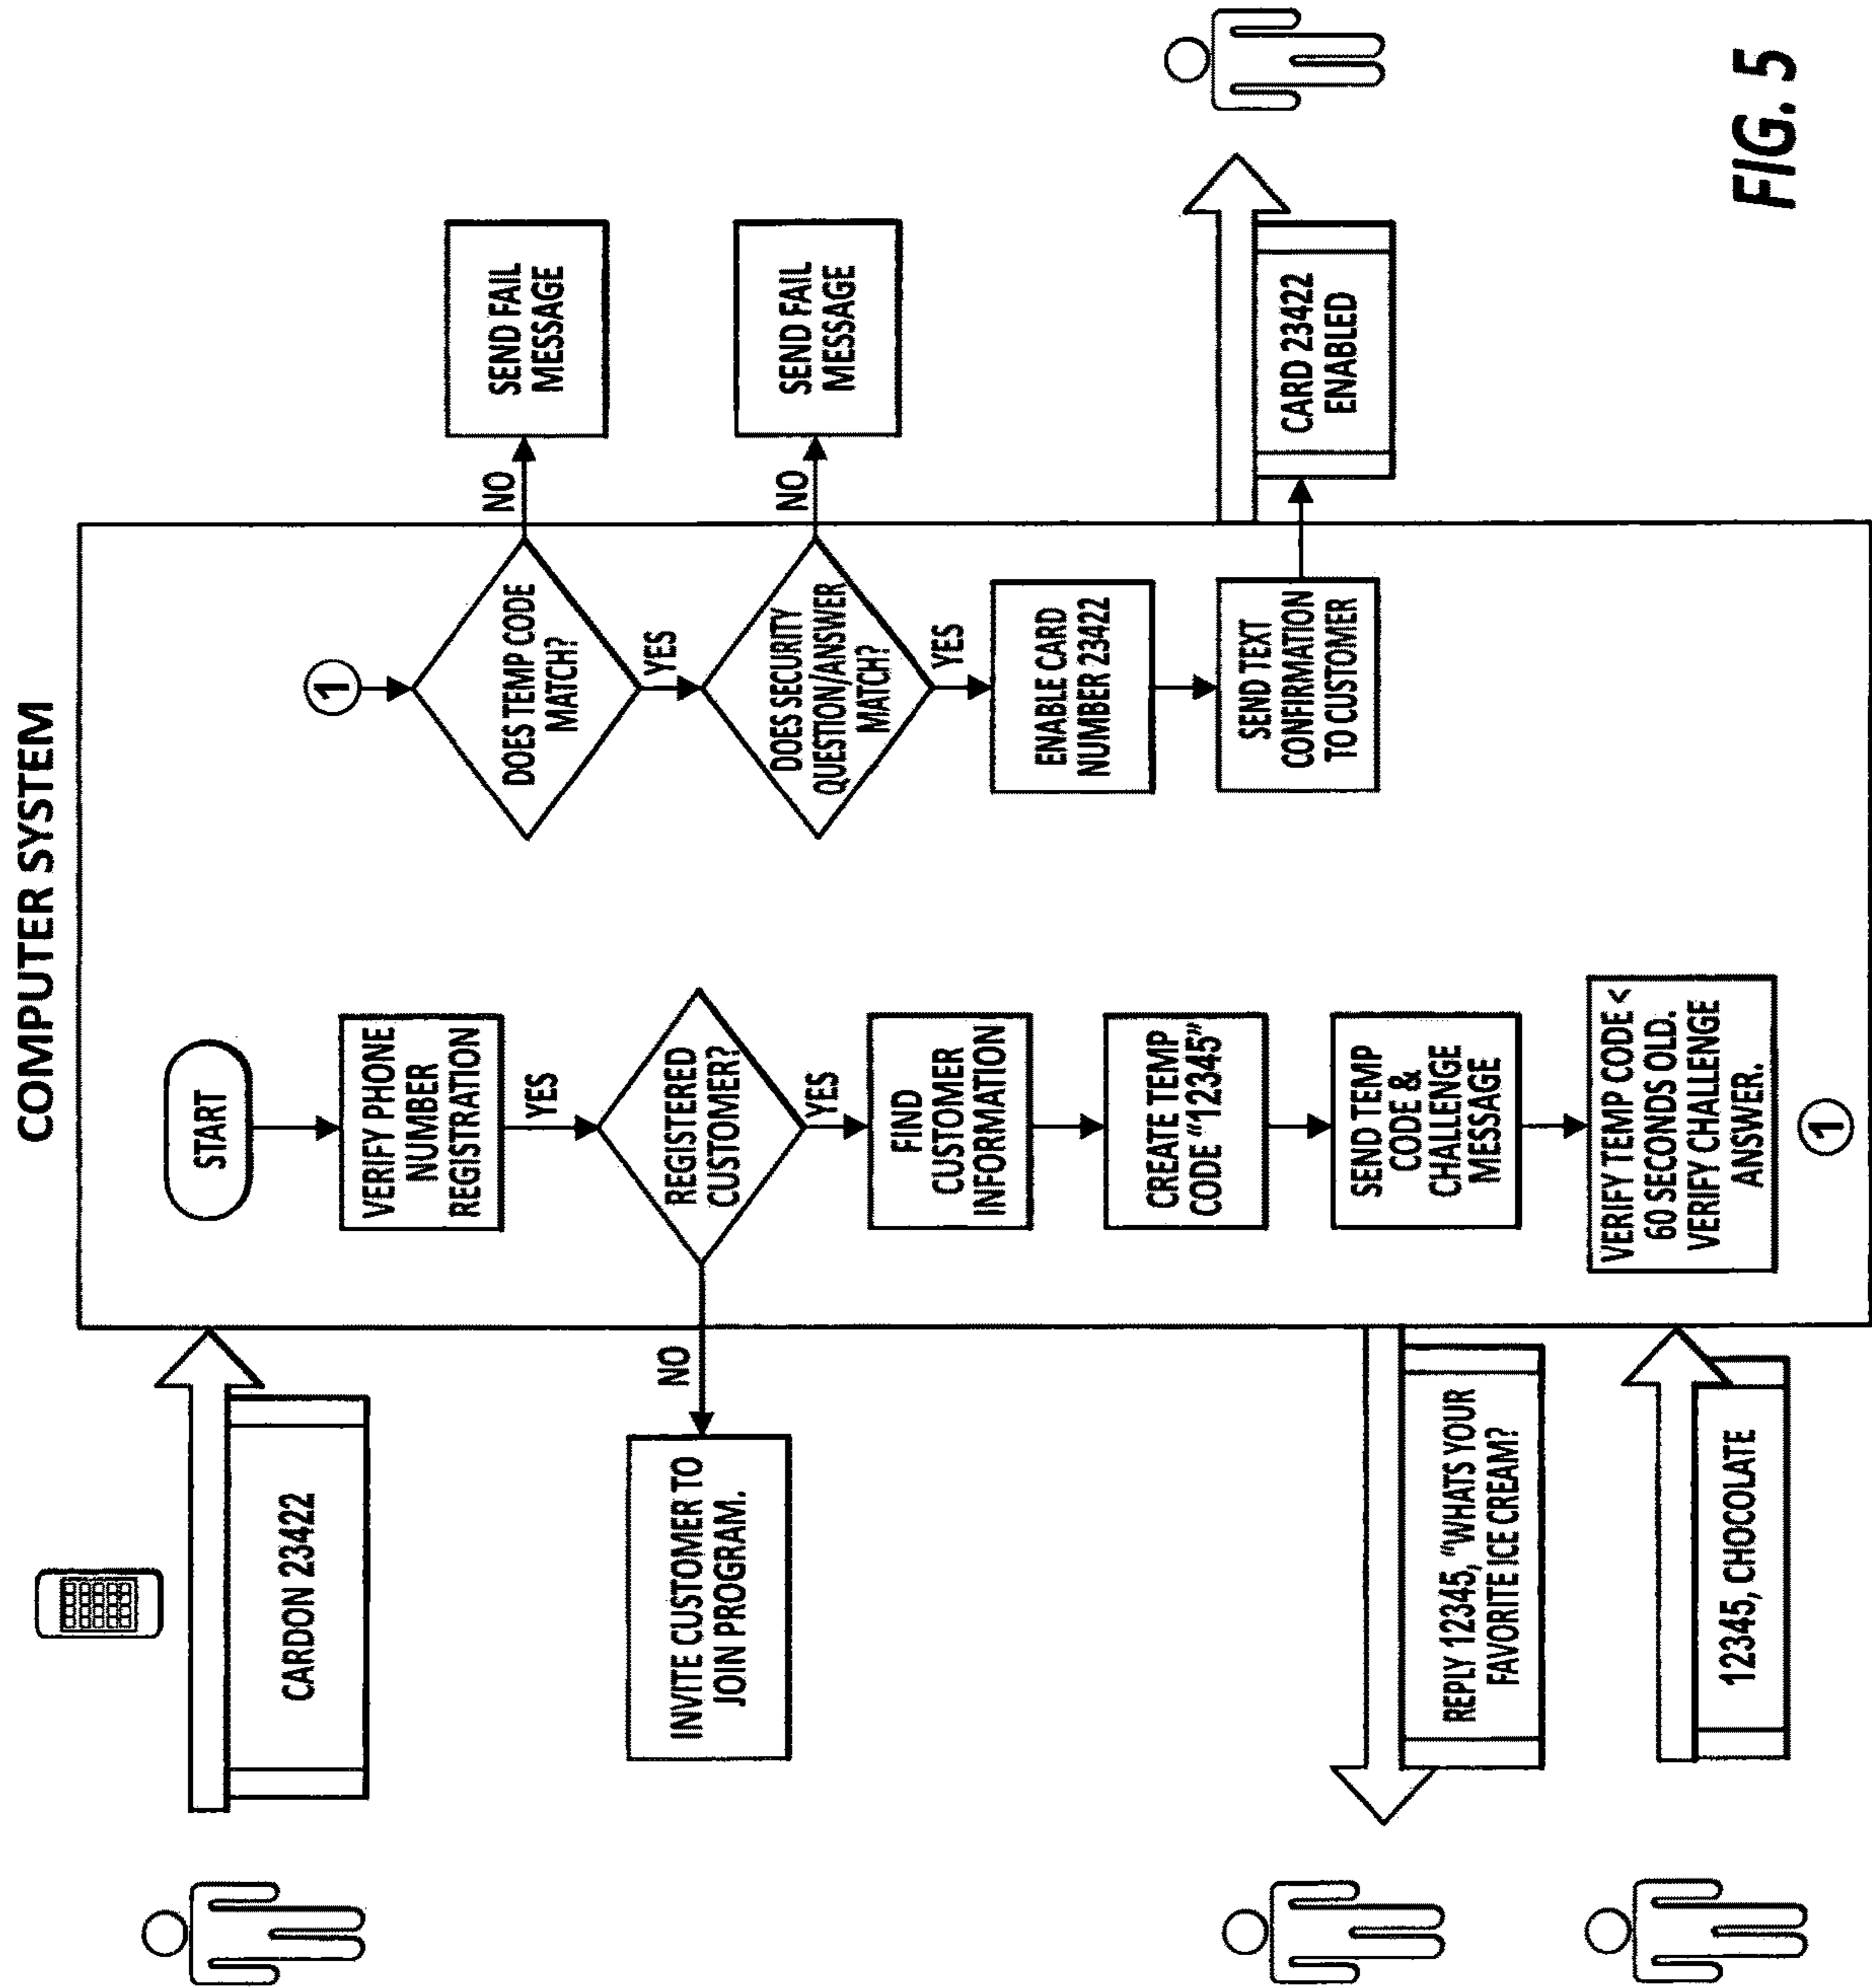 COMPUTER SYSTEM
CARDON 23422
START
VERIFY PHONE
NUMBER
REGISTRATION
YES
REGISTERED
CUSTOMER?
NO
INVITE CUSTOMER TO
JOIN PROGRAM.
YES
FIND
CUSTOMER
INFORMATION
CREATE TEMP
CODE “12345”
SEND TEMP
CODE &
CHALLENGE
MESSAGE
REPLY 12345, “WHATS YOUR
FAVORITE ICE CREAM?
VERIFY TEMP CODE <
60 SECONDS OLD.
VERIFY CHALLENGE
ANSWER.
12345, CHOCOLATE
1
1
DOES TEMP CODE
MATCH?
NO
SEND FAIL
MESSAGE
YES
DOES SECURITY
QUESTION/ANSWER
MATCH?
NO
SEND FAIL
MESSAGE
YES
ENABLE CARD
NUMBER 23422
SEND TEXT
CONFIRMATION
TO CUSTOMER
CARD 23422
ENABLED
FIG. 5